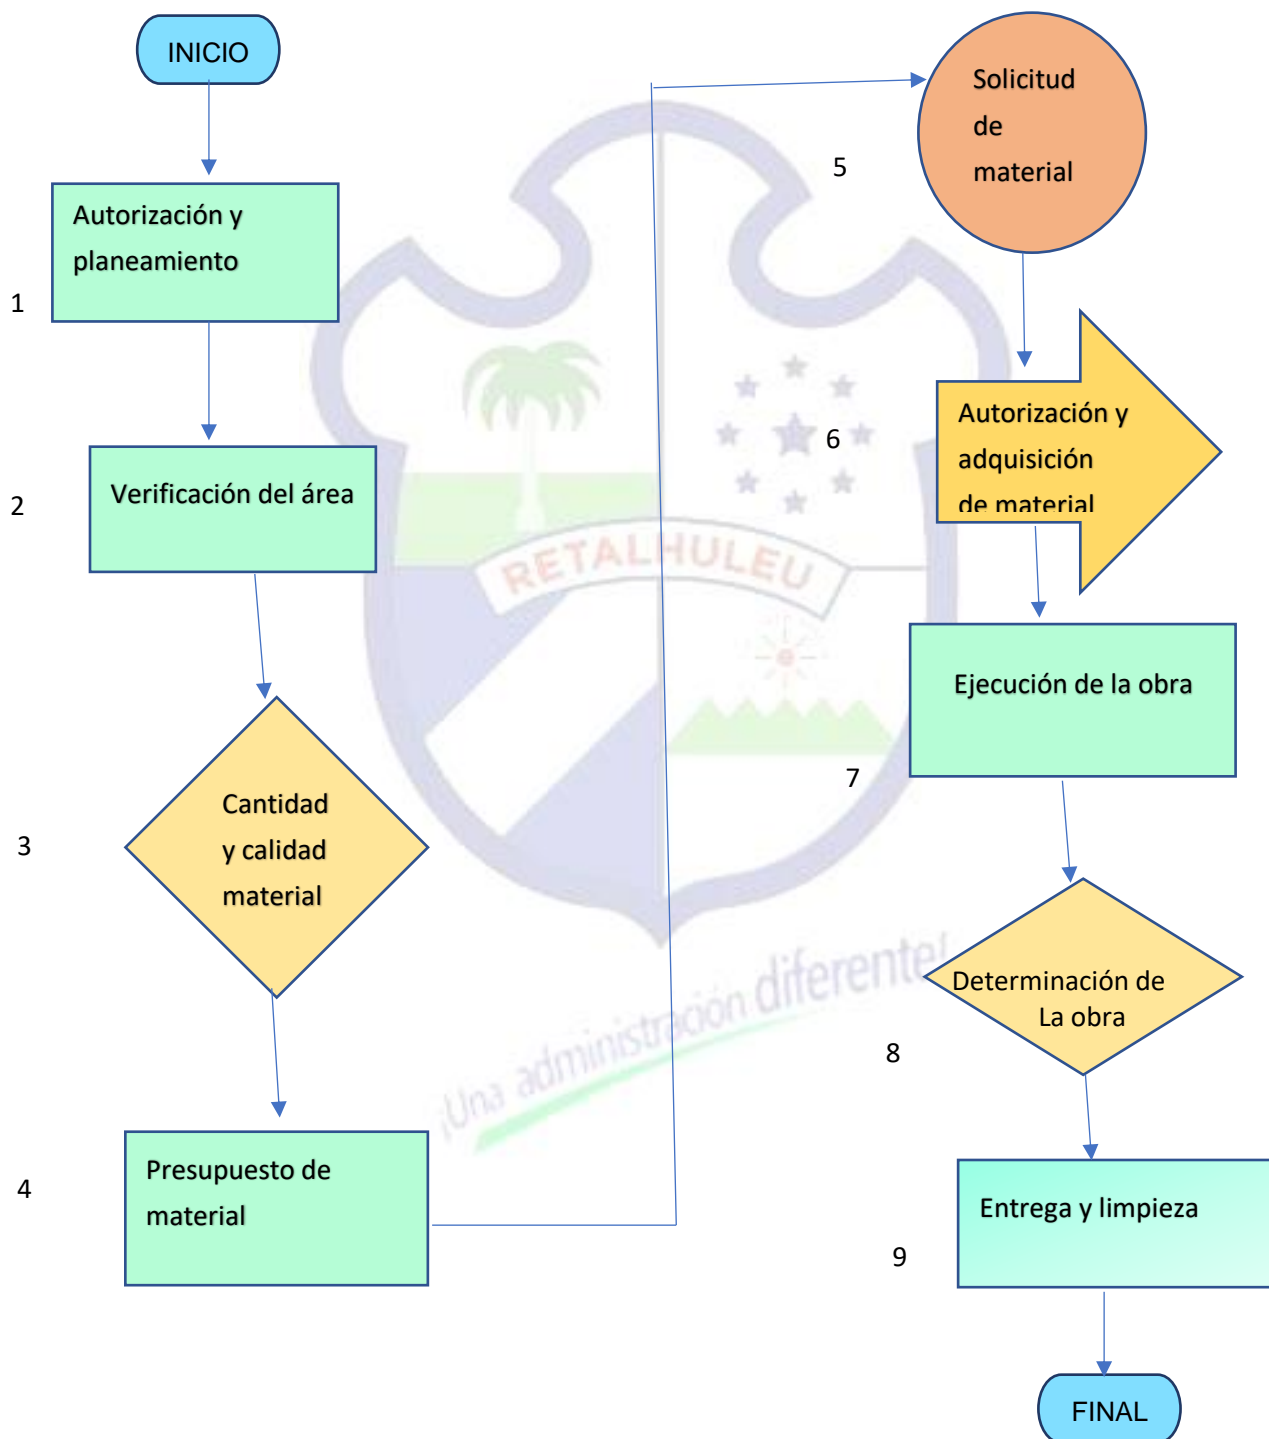 INICIO
1
Autorización y
planeamiento
2
Verificación del área
3
Cantidad
y calidad
material
4
Presupuesto de
material
5
Solicitud
de
material
6
Autorización y
adquisición
de material
7
Ejecución de la obra
8
Determinación de
La obra
9
Entrega y limpieza
FINAL
RETALHULEU
¡Una administración diferente!